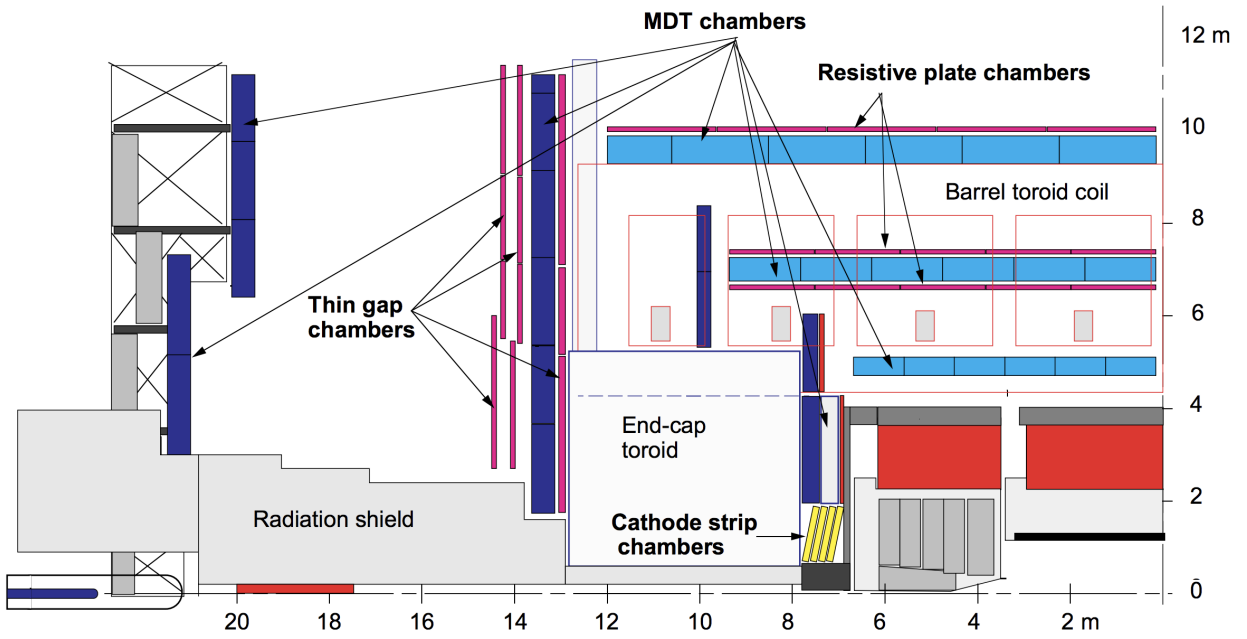 MDT chambers
12 m
Resistive plate chambers
10
Barrel toroid coil
8
Thin gap
chambers
6
4
End-cap
toroid
Radiation shield
2
Cathode strip
chambers
0
20
18
16
14
12
10
8
6
4
2 m